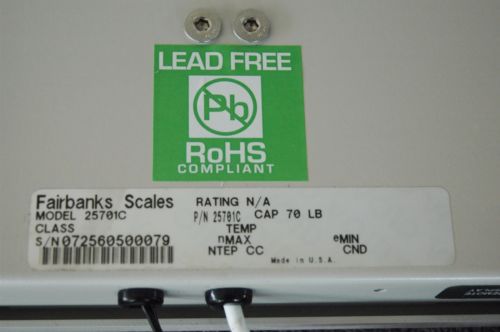 LEAD FREE
Pb
RoHS
COMPLIANT
Fairbanks Scales RATING N/A
MODEL 25701C P/N 25701C CAP 70 LB
CLASS TEMP
S/N 072560500079 nMAX eMIN
NTEP CC CND
Made in U.S.A.